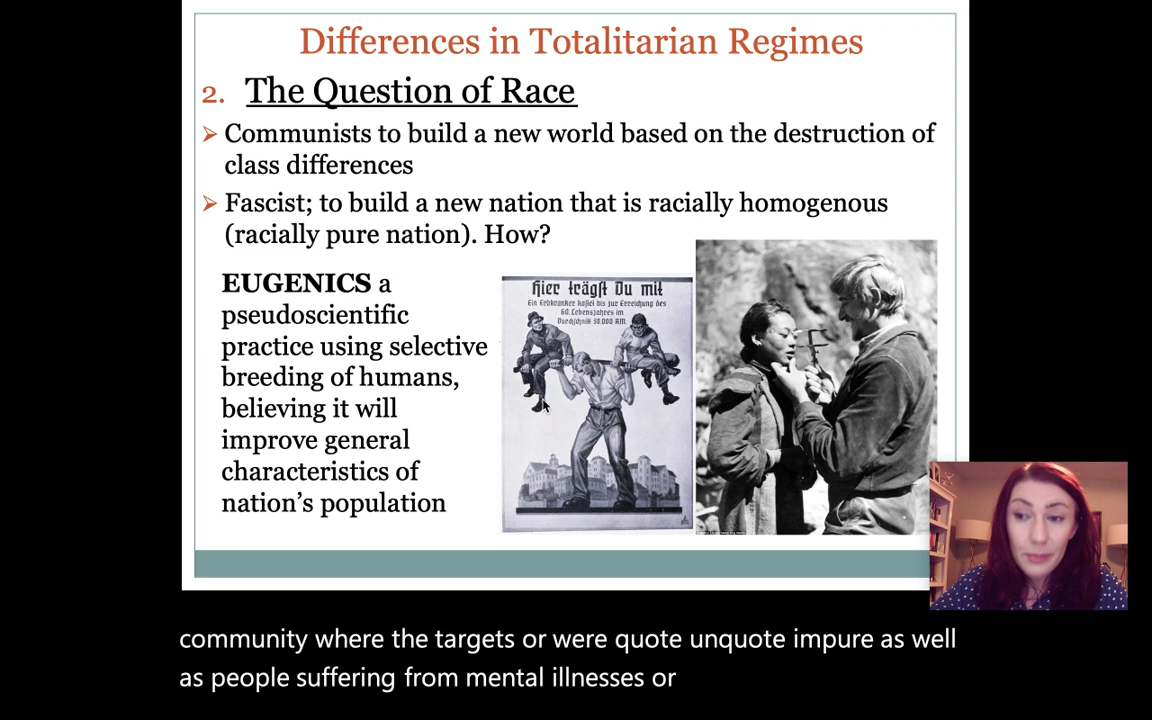 Differences in Totalitarian Regimes
2. The Question of Race
Communists to build a new world based on the destruction of
class differences
Fascist; to build a new nation that is racially homogenous
(racially pure nation). How?
EUGENICS a
pseudoscientific
practice using selective
breeding of humans,
believing it will
improve general
characteristics of
nation's population
Hier trägst Du mit
Ein Erbkranker kostet bis zur Erreichung des
60. Lebensjahres im
Durchschnitt 50.000 RM.
community where the targets or were quote unquote impure as well
as people suffering from mental illnesses or